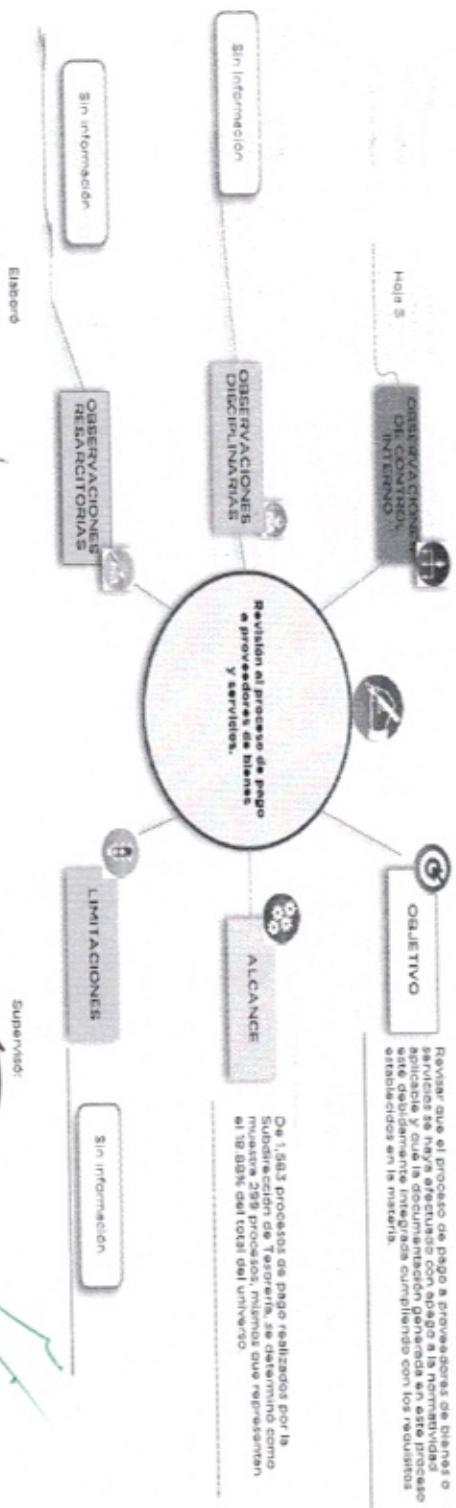 Revisión al proceso de pago
a proveedores de bienes
y servicios.
OBJETIVO
Revisar que el proceso de pago a proveedores de bienes o
servicios se haya efectuado con apego a la normatividad
aplicable y que la documentación generada en este proceso
esté debidamente integrada cumpliendo con los requisitos
establecidos en la materia.
ALCANCE
De 1,583 procesos de pago realizados por la
Subdirección de Tesorería, se determinó como
muestra 299 procesos, mismos que representan
el 18.88% del total del universo
LIMITACIONES
Sin información
OBSERVACIONES
DE CONTROL
INTERNO
Hoja 3
OBSERVACIONES
DISCIPLINARIAS
Sin información
OBSERVACIONES
RESARCITORIAS
Sin información
Elaboró
Supervisó: